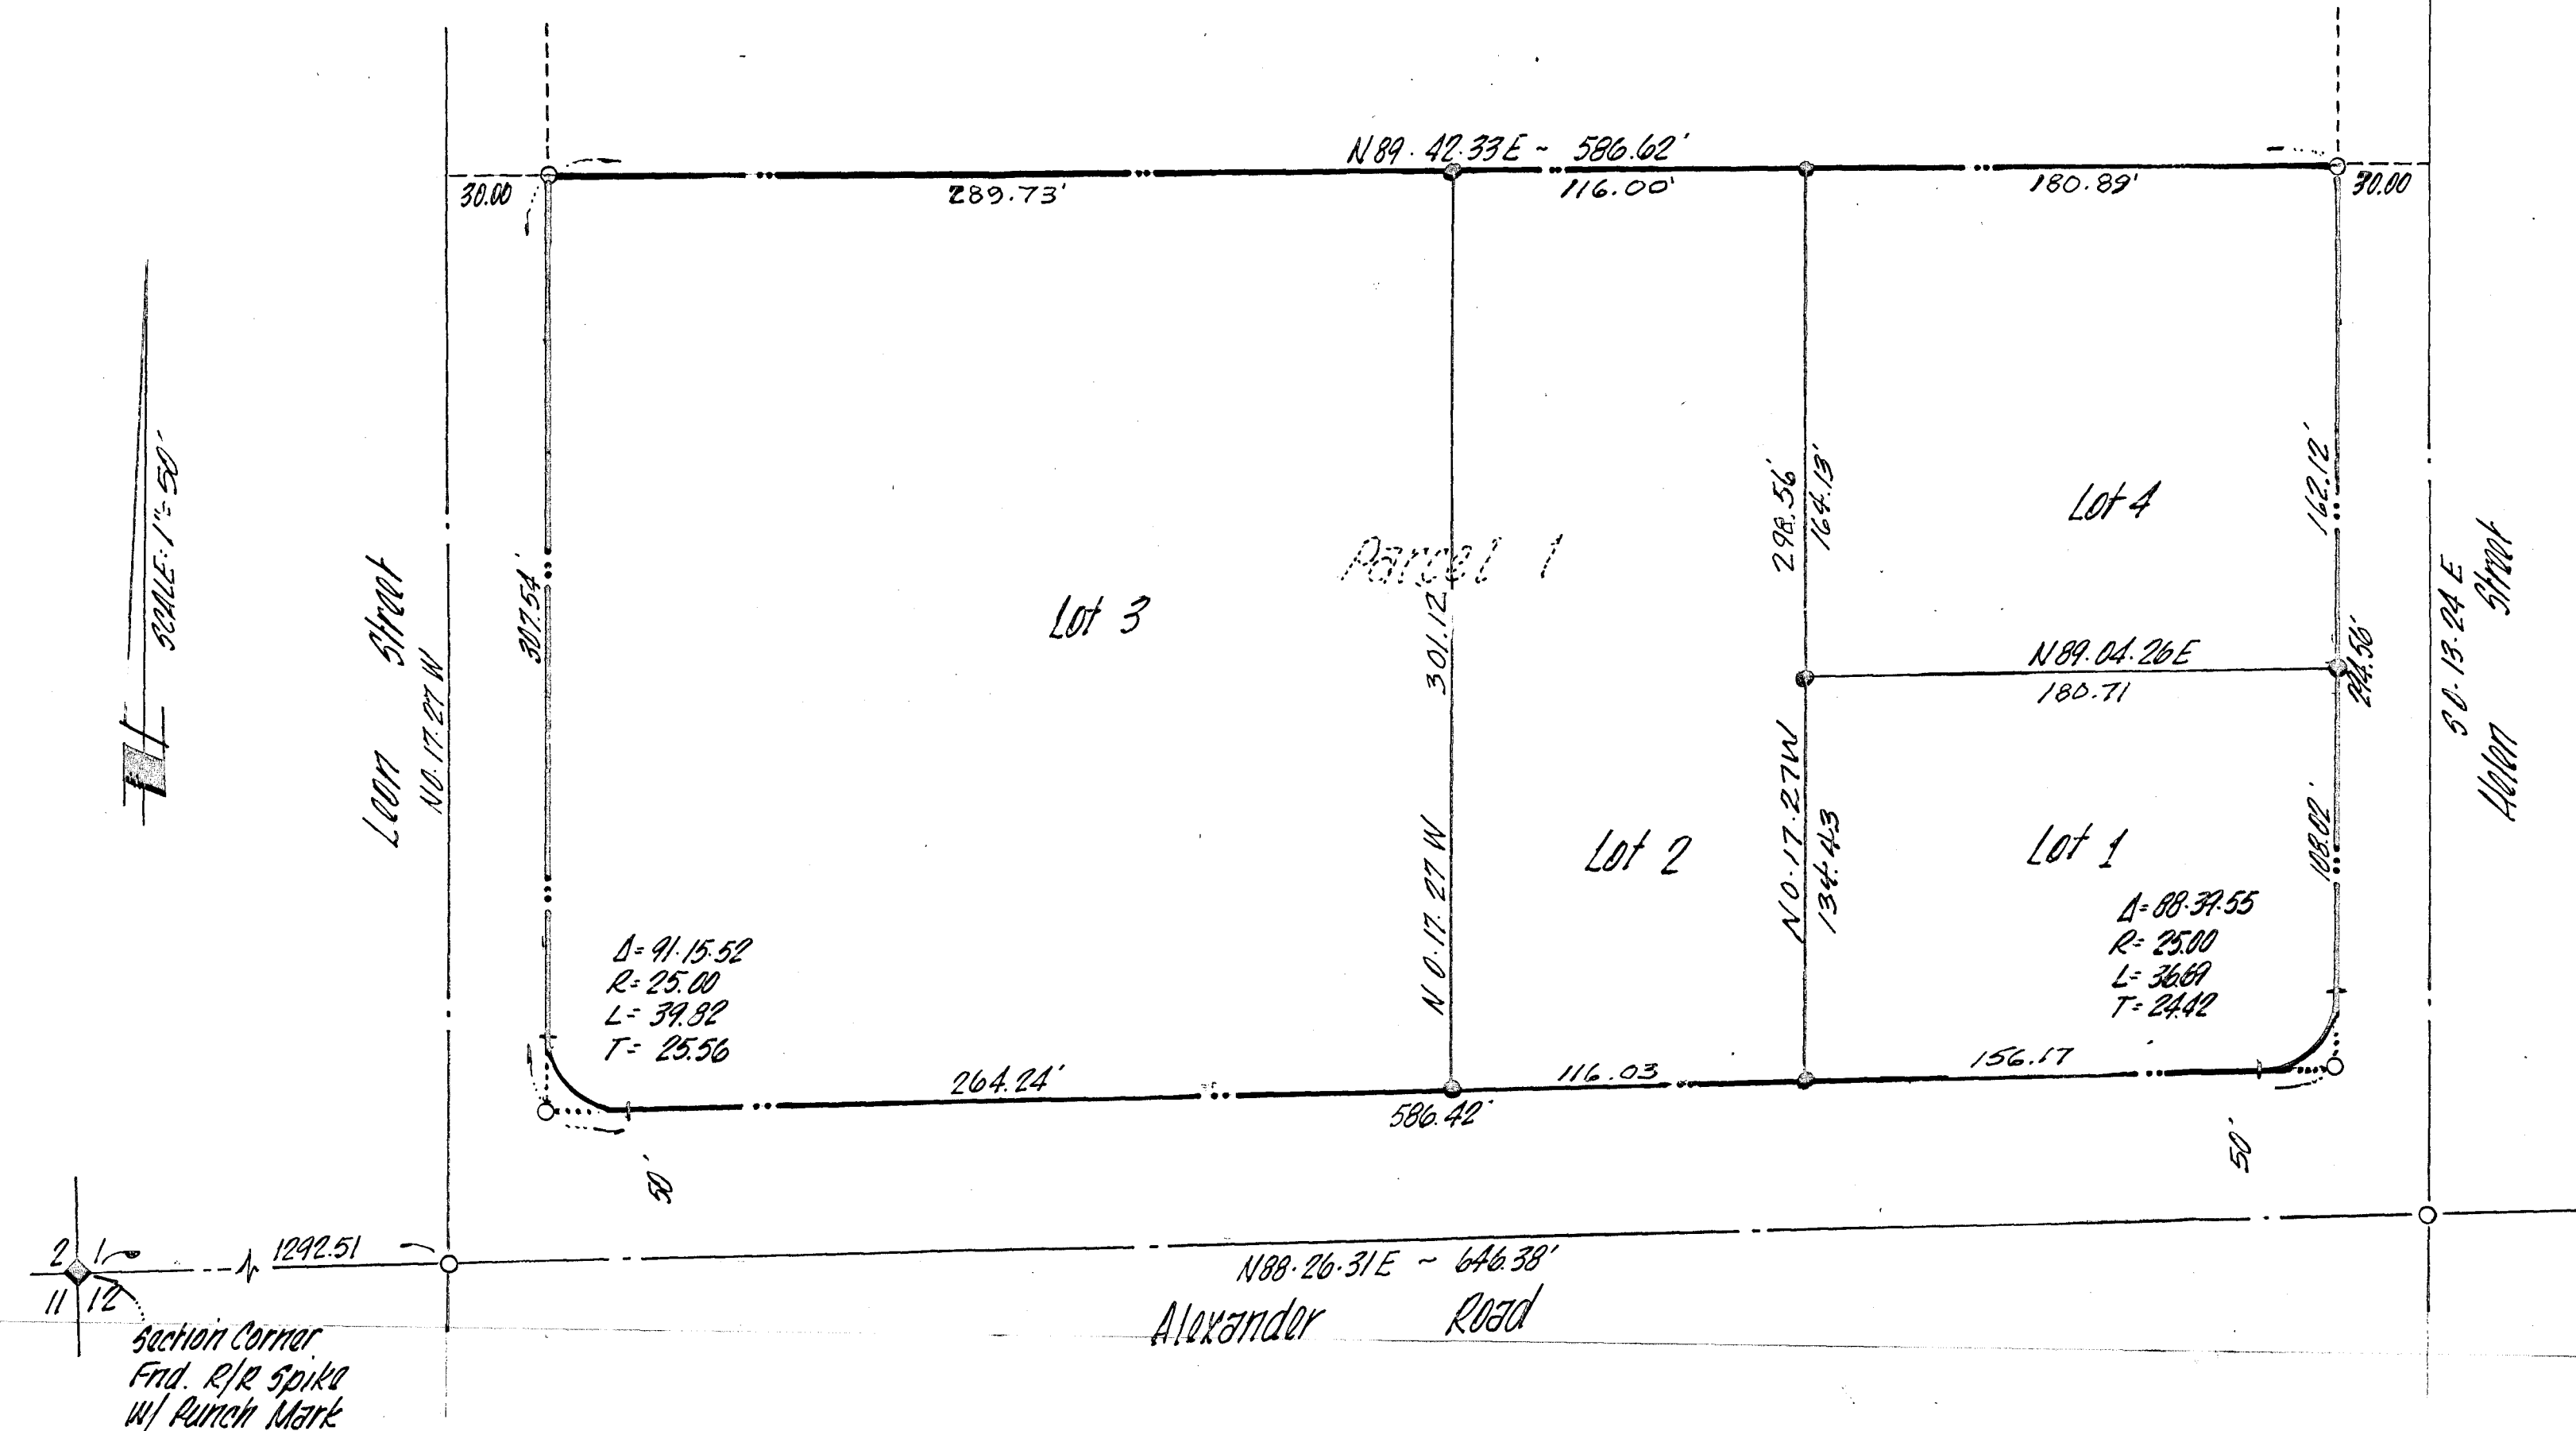 N 89·42·33 E ~ 586.62'
30.00
289.73'
116.00'
180.89'
30.00
SCALE: 1"=50'
Leon Street
N 0·17·27 W
307.54'
Parcel 1
Lot 3
301.12
N 0·17·27 W
298.56'
164.13'
Lot 4
162.12'
N 89·04·26 E
180.71
S 0·13·24 E
Helen Street
N 0·17·27 W
134.43
Lot 2
Lot 1
108.02'
Δ= 91·15·52
R= 25.00
L= 39.82
T= 25.56
Δ= 88·39·55
R= 25.00
L= 36.69
T= 24.42
264.24'
116.03
156.17
586.42'
50'
50'
2 1
11 12
1292.51
N 88·26·31 E ~ 646.38'
Alexander Road
Section Corner
Fnd. R/R Spike
w/ Punch Mark